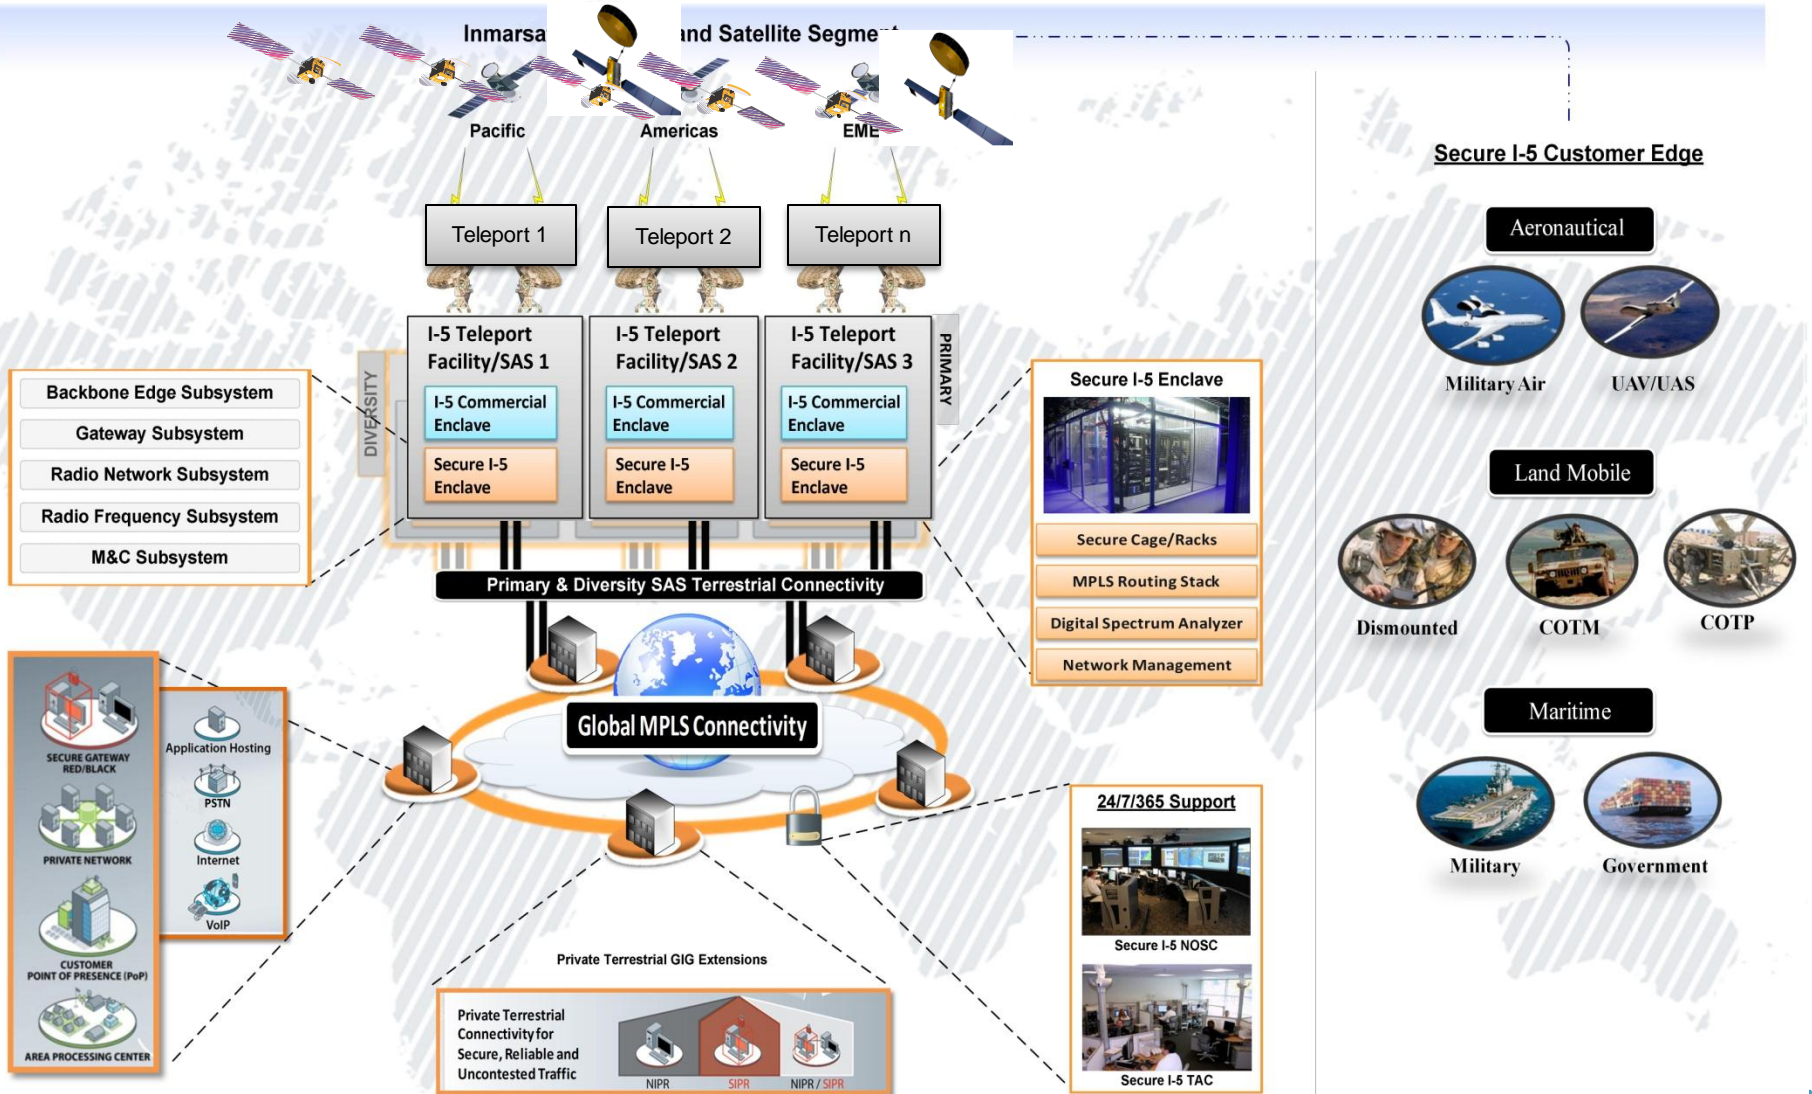 Inmarsa
and Satellite Segment
Pacific
Americas
EME
Teleport 1
Teleport 2
Teleport n
I-5 Teleport
Facility/SAS 1
I-5 Teleport
Facility/SAS 2
I-5 Teleport
Facility/SAS 3
PRIMARY
DIVERSITY
I-5 Commercial
Enclave
I-5 Commercial
Enclave
I-5 Commercial
Enclave
Secure I-5
Enclave
Secure I-5
Enclave
Secure I-5
Enclave
Backbone Edge Subsystem
Gateway Subsystem
Radio Network Subsystem
Radio Frequency Subsystem
M&C Subsystem
Primary & Diversity SAS Terrestrial Connectivity
Global MPLS Connectivity
Secure I-5 Enclave
Secure Cage/Racks
MPLS Routing Stack
Digital Spectrum Analyzer
Network Management
SECURE GATEWAY
RED/BLACK
PRIVATE NETWORK
CUSTOMER
POINT OF PRESENCE (PoP)
AREA PROCESSING CENTER
Application Hosting
PSTN
Internet
VoIP
Private Terrestrial GIG Extensions
Private Terrestrial
Connectivity for
Secure, Reliable and
Uncontested Traffic
NIPR
SIPR
NIPR / SIPR
24/7/365 Support
Secure I-5 NOSC
Secure I-5 TAC
Secure I-5 Customer Edge
Aeronautical
Military Air
UAV/UAS
Land Mobile
Dismounted
COTM
COTP
Maritime
Military
Government